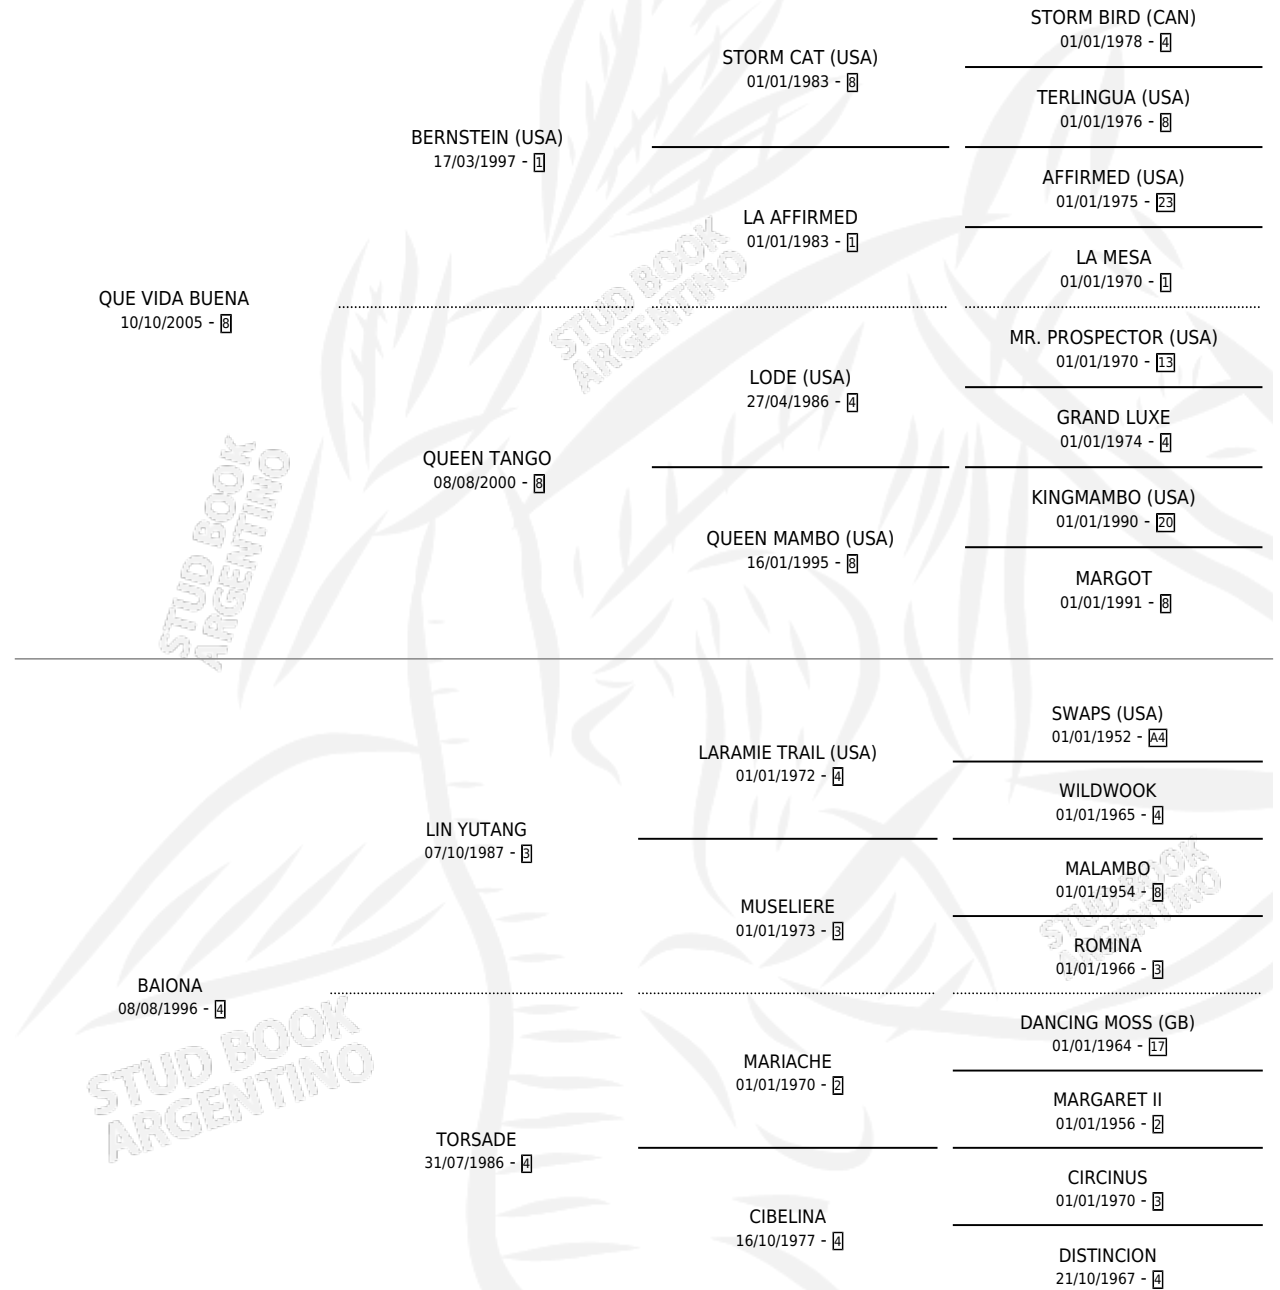 STORM BIRD (CAN)
01/01/1978 - 4
STORM CAT (USA)
01/01/1983 - 8
TERLINGUA (USA)
01/01/1976 - 8
BERNSTEIN (USA)
17/03/1997 - 1
AFFIRMED (USA)
01/01/1975 - 23
LA AFFIRMED
01/01/1983 - 1
LA MESA
01/01/1970 - 1
QUE VIDA BUENA
10/10/2005 - 8
MR. PROSPECTOR (USA)
01/01/1970 - 13
LODE (USA)
27/04/1986 - 4
GRAND LUXE
01/01/1974 - 4
QUEEN TANGO
08/08/2000 - 8
KINGMAMBO (USA)
01/01/1990 - 20
QUEEN MAMBO (USA)
16/01/1995 - 8
MARGOT
01/01/1991 - 8
SWAPS (USA)
01/01/1952 - A4
LARAMIE TRAIL (USA)
01/01/1972 - 4
WILDWOOK
01/01/1965 - 4
LIN YUTANG
07/10/1987 - 3
MALAMBO
01/01/1954 - 8
MUSELIERE
01/01/1973 - 3
ROMINA
01/01/1966 - 3
BAIONA
08/08/1996 - 4
DANCING MOSS (GB)
01/01/1964 - 17
MARIACHE
01/01/1970 - 2
MARGARET II
01/01/1956 - 2
TORSADE
31/07/1986 - 4
CIRCINUS
01/01/1970 - 3
CIBELINA
16/10/1977 - 4
DISTINCION
21/10/1967 - 4
STUD BOOK
ARGENTINO
STUD BOOK
ARGENTINO
STUD BOOK
ARGENTINO
STUD BOOK
ARGENTINO